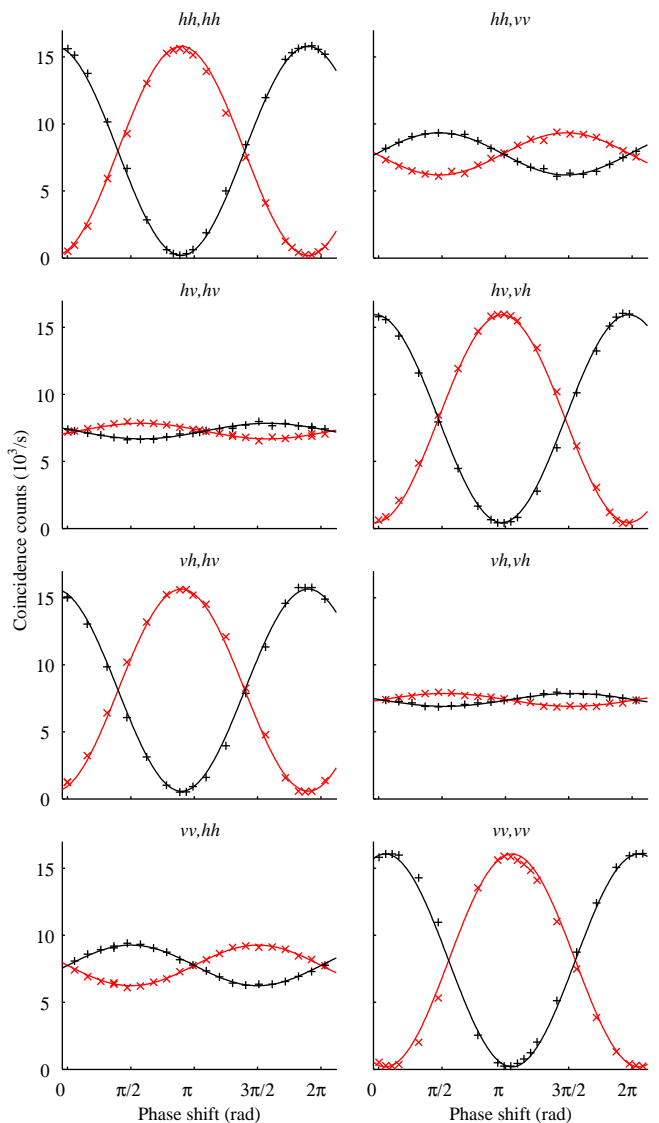 hh,hh
hh,vv
15
10
5
0
hv,hv
hv,vh
15
10
5
0
Coincidence counts (10³/s)
vh,hv
vh,vh
15
10
5
0
vv,hh
vv,vv
15
10
5
0
0 π/2 π 3π/2 2π
0 π/2 π 3π/2 2π
Phase shift (rad)
Phase shift (rad)